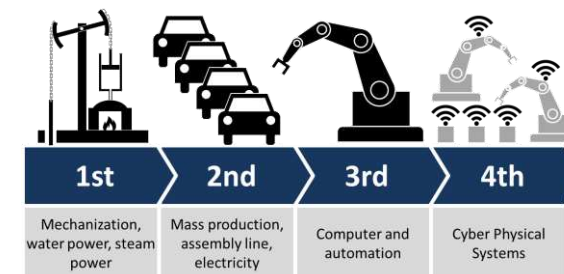 1st
2nd
3rd
4th
Mechanization,
water power, steam
power
Mass production,
assembly line,
electricity
Computer and
automation
Cyber Physical
Systems